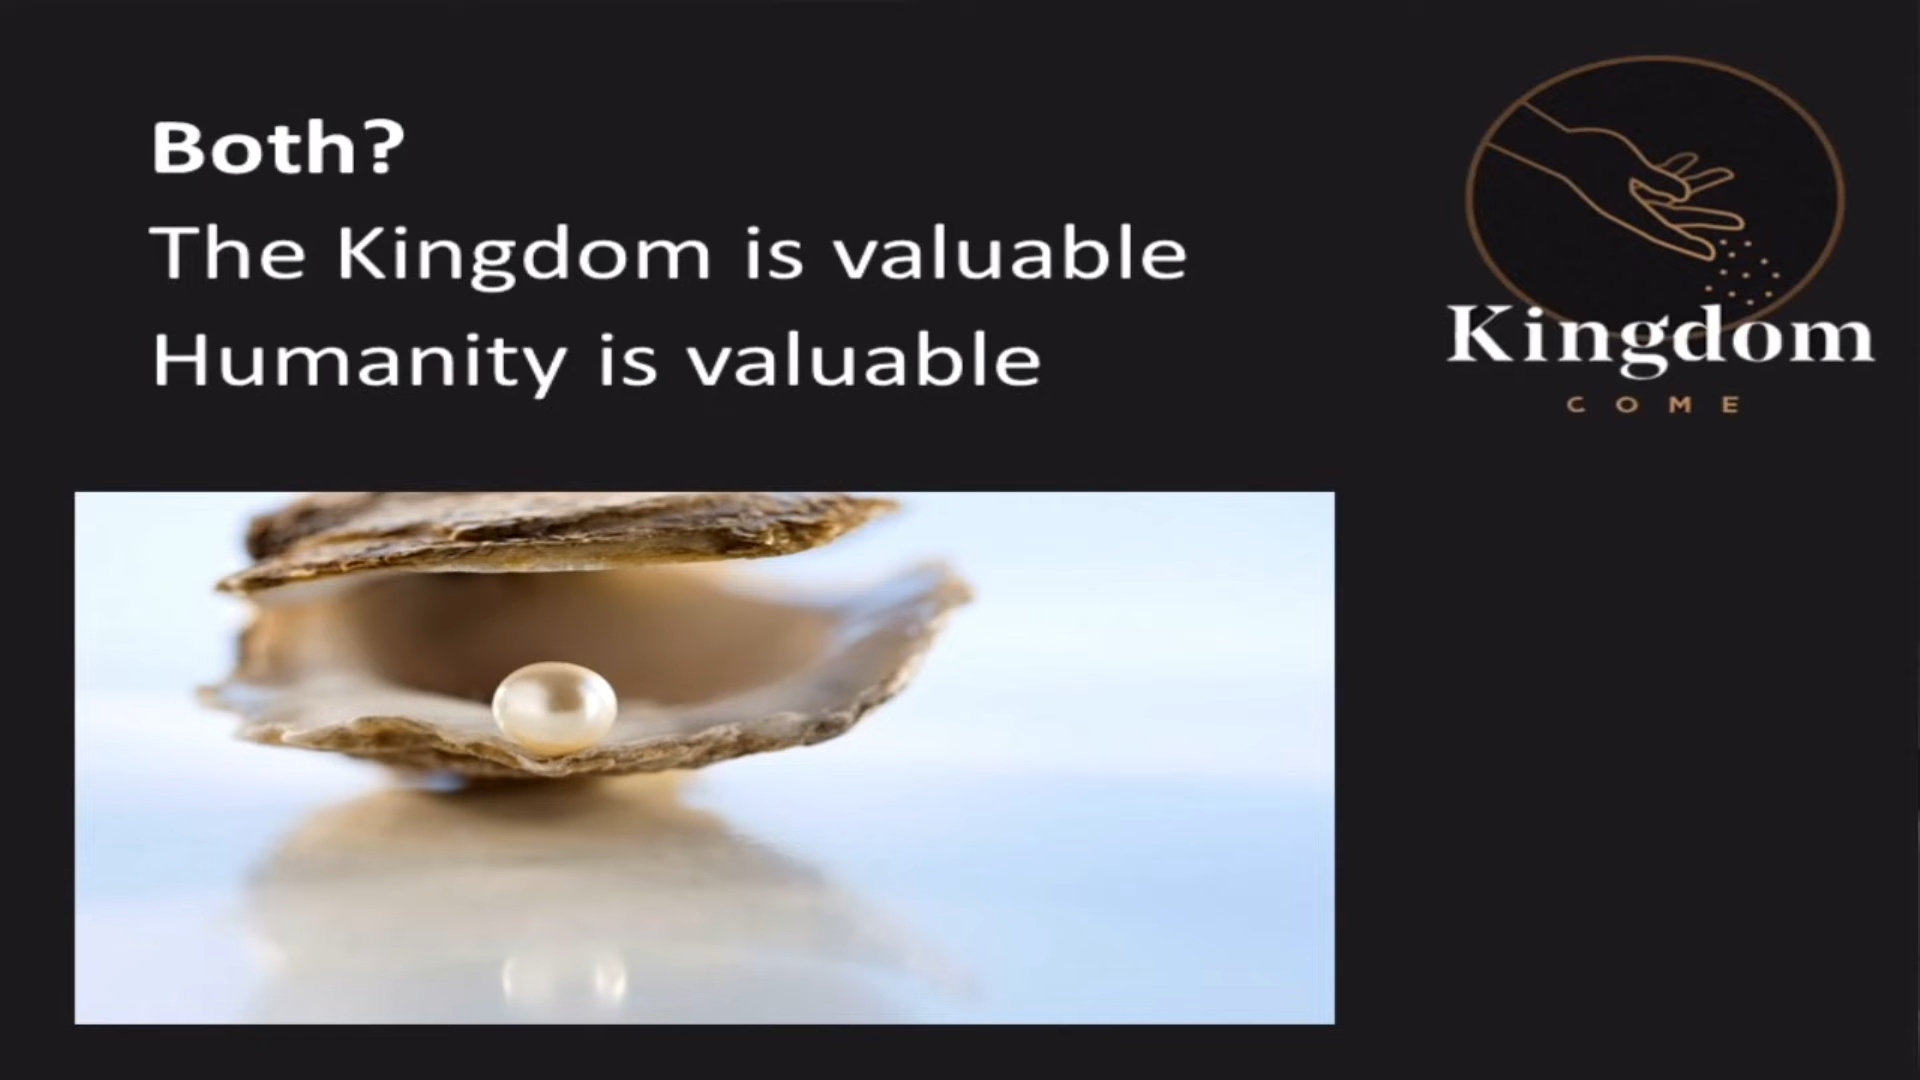 Both?
The Kingdom is valuable
Humanity is valuable
Kingdom
COME